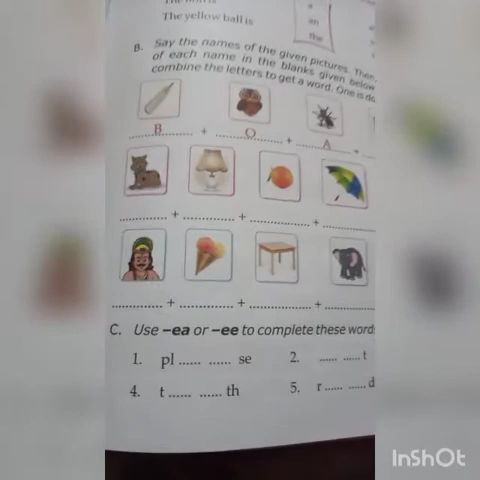 The yellow ball is
a
an
the
B. Say the names of the given pictures. Then,
of each name in the blanks given below
combine the letters to get a word. One is do
B + O + A +
+ + +
+ + +
C. Use –ea or –ee to complete these word
1. pl...... ...... se 2. ...... ...... t
4. t...... ...... th 5. r...... ...... d
InShOt